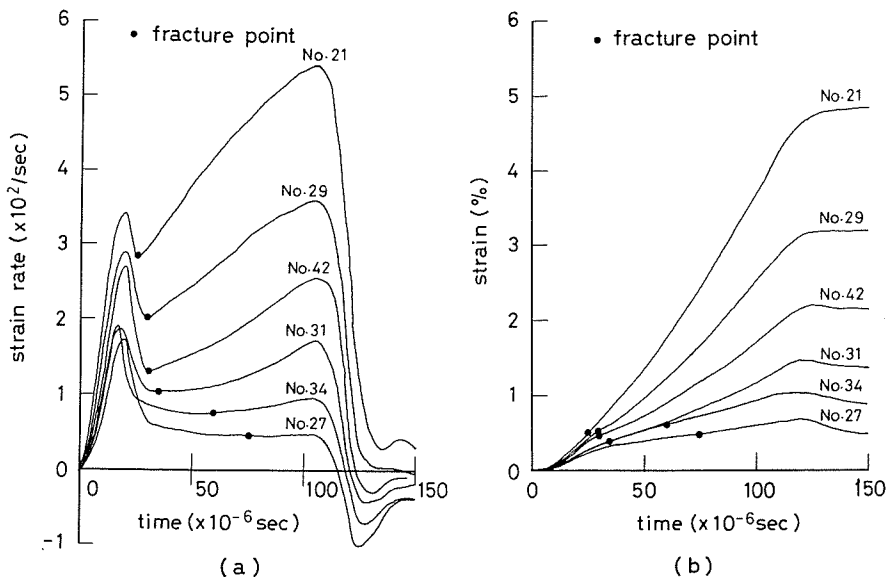 • fracture point
No.21
No.29
No.42
No.31
No.34
No.27
6
5
4
3
2
1
0
-1
0
50
100
150
strain rate (x10²/sec)
time (x10⁻⁶sec)
(a)
• fracture point
No.21
No.29
No.42
No.31
No.34
No.27
6
5
4
3
2
1
0
0
50
100
150
strain (%)
time (x10⁻⁶sec)
(b)